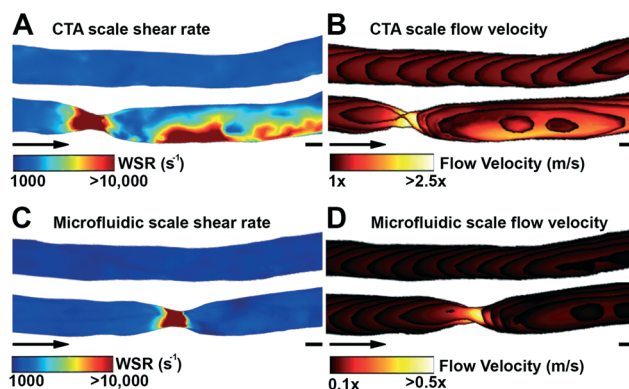 A CTA scale shear rate
B CTA scale flow velocity
WSR (s⁻¹)
1000 >10,000
Flow Velocity (m/s)
1x >2.5x
C Microfluidic scale shear rate
D Microfluidic scale flow velocity
WSR (s⁻¹)
1000 >10,000
Flow Velocity (m/s)
0.1x >0.5x